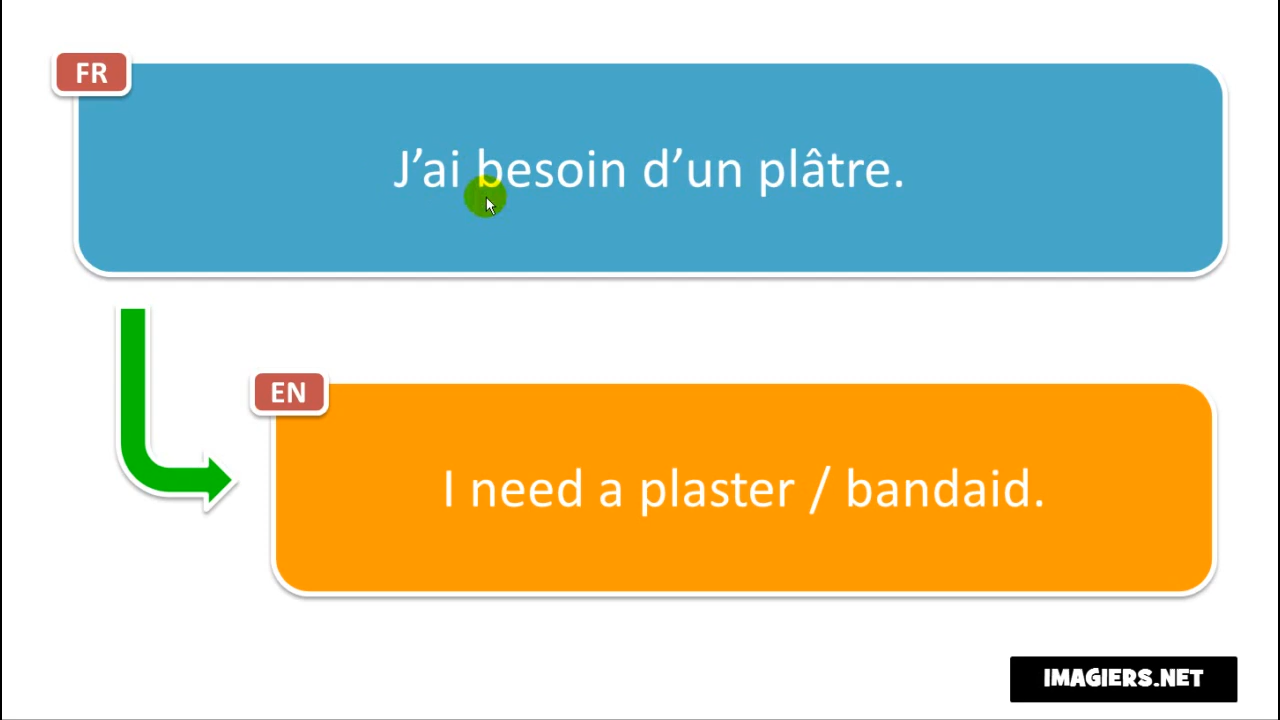 FR
J’ai besoin d’un plâtre.
EN
I need a plaster / bandaid.
IMAGIERS.NET